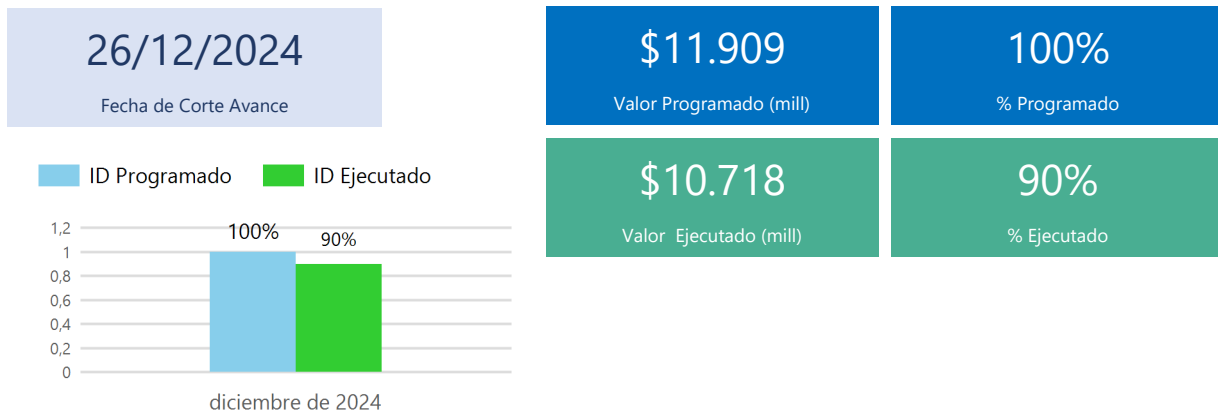 26/12/2024
Fecha de Corte Avance
$11.909
Valor Programado (mill)
100%
% Programado
$10.718
Valor Ejecutado (mill)
90%
% Ejecutado
ID Programado
ID Ejecutado
1,2
1
0,8
0,6
0,4
0,2
0
100%
90%
diciembre de 2024